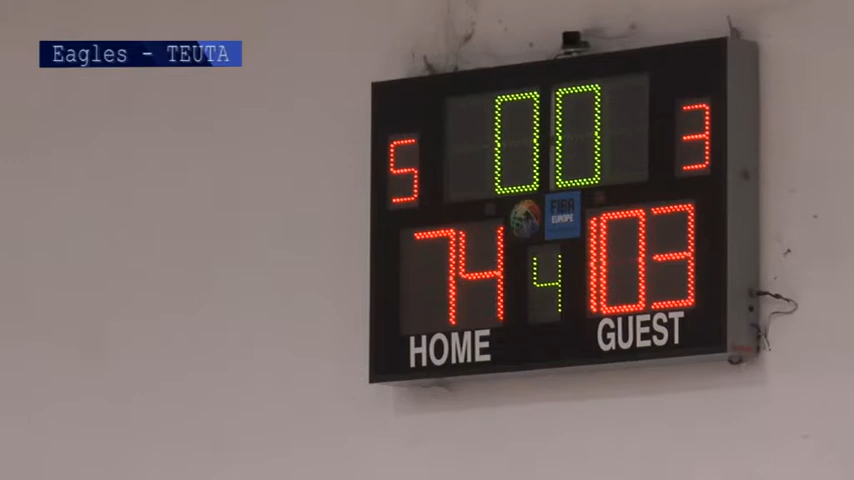 Eagles - TEUTA
5 00 3
FIBA
EUROPE
74 4 103
HOME GUEST